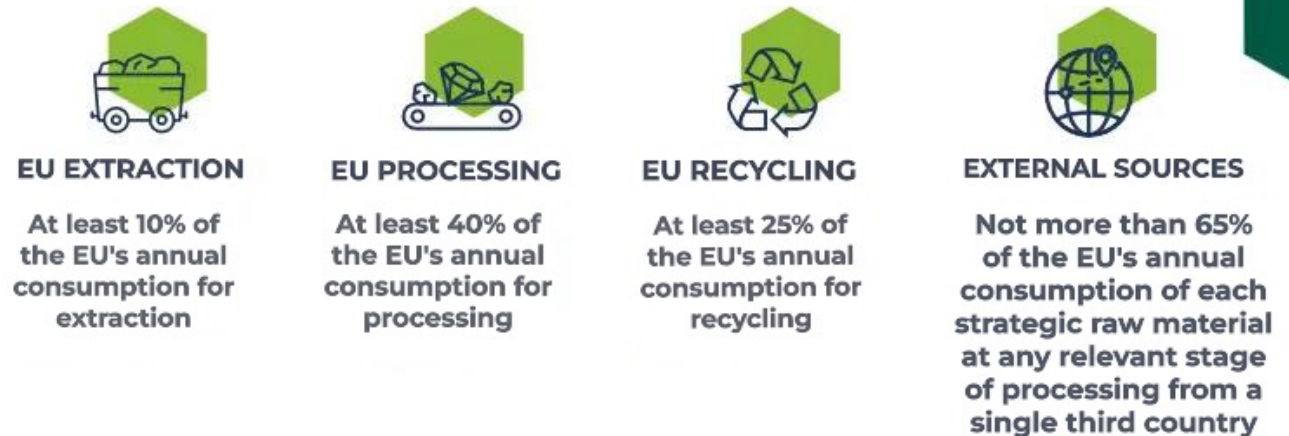 EU EXTRACTION
At least 10% of
the EU's annual
consumption for
extraction
EU PROCESSING
At least 40% of
the EU's annual
consumption for
processing
EU RECYCLING
At least 25% of
the EU's annual
consumption for
recycling
EXTERNAL SOURCES
Not more than 65%
of the EU's annual
consumption of each
strategic raw material
at any relevant stage
of processing from a
single third country